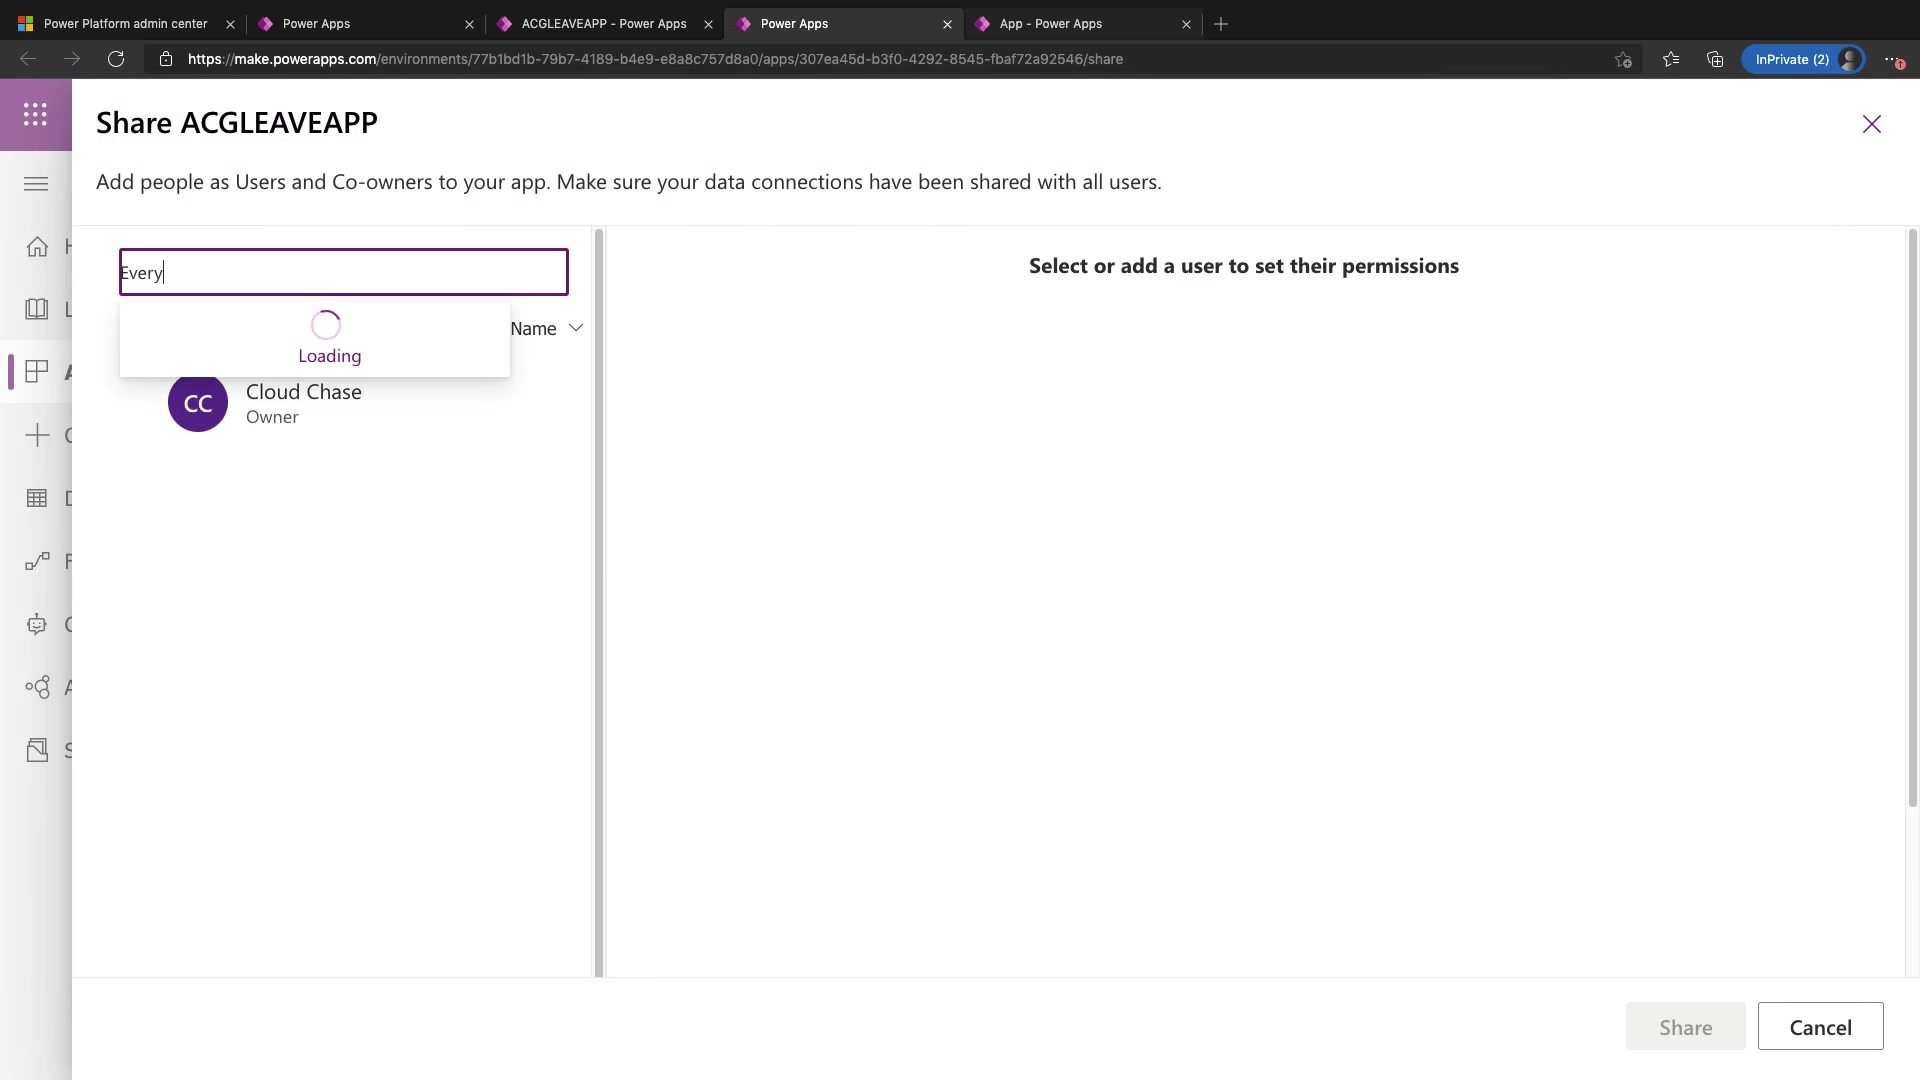 Power Platform admin center
Power Apps
ACGLEAVEAPP - Power Apps
Power Apps
App - Power Apps
https://make.powerapps.com/environments/77b1bd1b-79b7-4189-b4e9-e8a8c757d8a0/apps/307ea45d-b3f0-4292-8545-fbaf72a92546/share
InPrivate (2)
Share ACGLEAVEAPP
Add people as Users and Co-owners to your app. Make sure your data connections have been shared with all users.
Every
Select or add a user to set their permissions
Name
Loading
CC
Cloud Chase
Owner
Share
Cancel